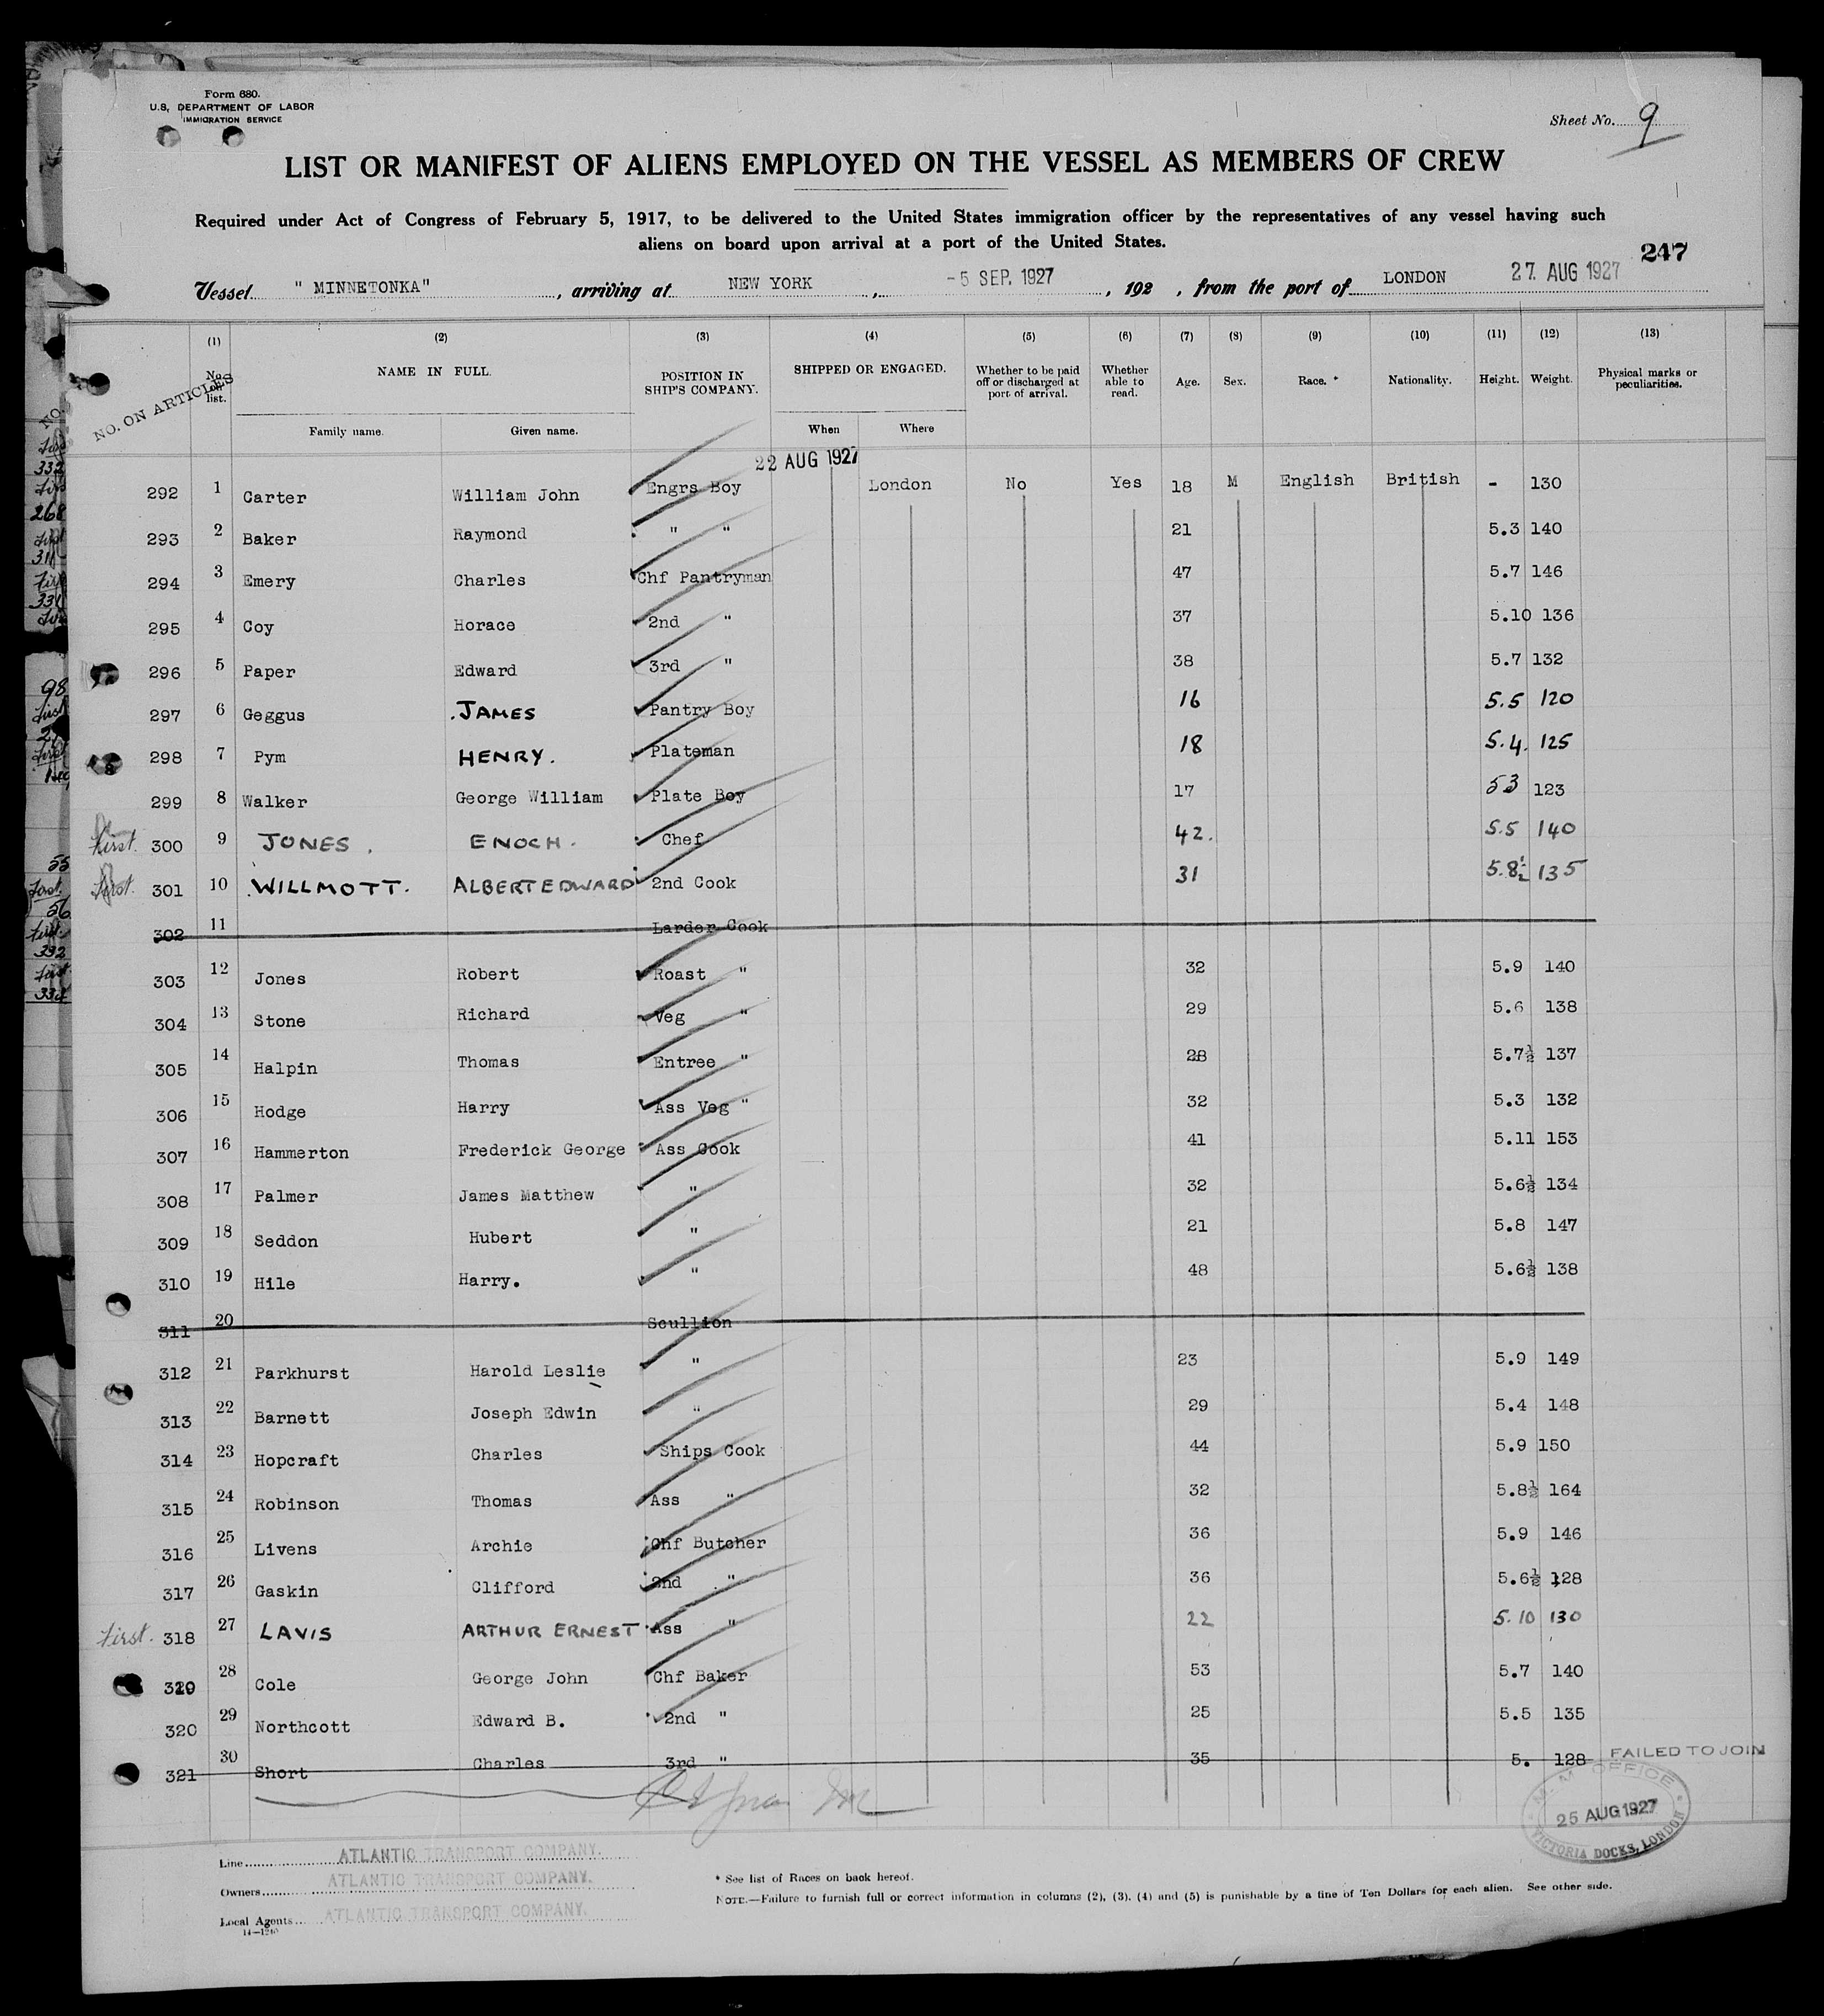 Form 680.
U.S. DEPARTMENT OF LABOR
IMMIGRATION SERVICE
Sheet No. 9
LIST OR MANIFEST OF ALIENS EMPLOYED ON THE VESSEL AS MEMBERS OF CREW
Required under Act of Congress of February 5, 1917, to be delivered to the United States immigration officer by the representatives of any vessel having such
aliens on board upon arrival at a port of the United States.
247
Vessel "MINNETONKA", arriving at NEW YORK, -5 SEP. 1927, 192 , from the port of LONDON 27 AUG 1927
(1) (2) (3) (4) (5) (6) (7) (8) (9) (10) (11) (12) (13)
NO. ON ARTICLES No. on list. NAME IN FULL. POSITION IN SHIP'S COMPANY. SHIPPED OR ENGAGED. Whether to be paid off or discharged at port of arrival. Whether able to read. Age. Sex. Race. * Nationality. Height. Weight. Physical marks or peculiarities.
Family name. Given name. When Where
22 AUG 1927
292 1 Carter William John Engrs Boy London No Yes 18 M English British - 130
293 2 Baker Raymond " " 21 5.3 140
294 3 Emery Charles Chf Pantryman 47 5.7 146
295 4 Coy Horace 2nd " 37 5.10 136
296 5 Paper Edward 3rd " 38 5.7 132
297 6 Geggus JAMES Pantry Boy 16 5.5 120
298 7 Pym HENRY. Plateman 18 5.4. 125
299 8 Walker George William Plate Boy 17 53 123
First. 300 9 JONES. ENOCH. Chef 42. 5.5 140
First. 301 10 WILLMOTT. ALBERT EDWARD 2nd Cook 31 5.8½ 135
302 11 Larder Cook
303 12 Jones Robert Roast " 32 5.9 140
304 13 Stone Richard Veg " 29 5.6 138
305 14 Halpin Thomas Entree " 28 5.7½ 137
306 15 Hodge Harry Ass Veg " 32 5.3 132
307 16 Hammerton Frederick George Ass Cook 41 5.11 153
308 17 Palmer James Matthew " 32 5.6½ 134
309 18 Seddon Hubert " 21 5.8 147
310 19 Hile Harry. " 48 5.6½ 138
311 20 Scullion
312 21 Parkhurst Harold Leslie " 23 5.9 149
313 22 Barnett Joseph Edwin " 29 5.4 148
314 23 Hopcraft Charles Ships Cook 44 5.9 150
315 24 Robinson Thomas Ass " 32 5.8½ 164
316 25 Livens Archie Chf Butcher 36 5.9 146
317 26 Gaskin Clifford 2nd " 36 5.6½ 128
First. 318 27 LAVIS ARTHUR ERNEST Ass " 22 5.10 130
319 28 Cole George John Chf Baker 53 5.7 140
320 29 Northcott Edward B. 2nd " 25 5.5 135
321 30 Short Charles 3rd " 35 5. 128 FAILED TO JOIN
M. M. OFFICE
25 AUG 1927
VICTORIA DOCKS, LONDON
Line ATLANTIC TRANSPORT COMPANY.
Owners ATLANTIC TRANSPORT COMPANY.
Local Agents ATLANTIC TRANSPORT COMPANY.
14—1240
* See list of Races on back hereof.
NOTE.—Failure to furnish full or correct information in columns (2), (3), (4) and (5) is punishable by a fine of Ten Dollars for each alien. See other side.